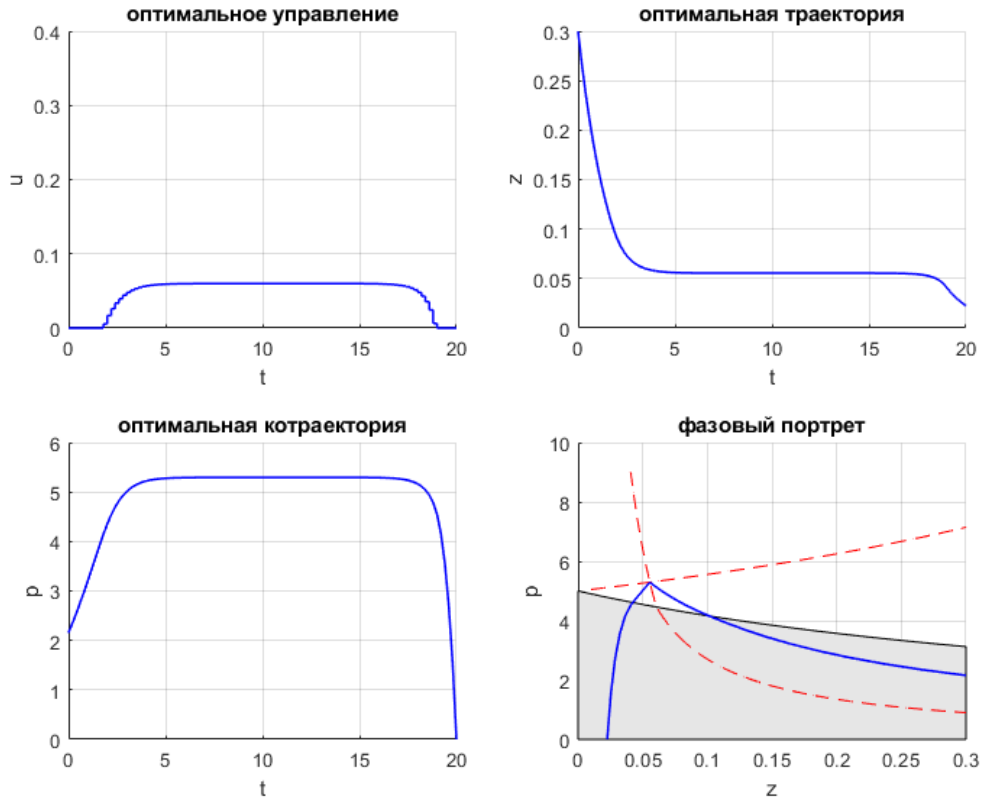 оптимальное управление
0.4
0.3
0.2
0.1
0
u
0 5 10 15 20
t
оптимальная траектория
0.3
0.25
0.2
0.15
0.1
0.05
0
z
0 5 10 15 20
t
оптимальная котраектория
6
5
4
3
2
1
0
p
0 5 10 15 20
t
фазовый портрет
10
8
6
4
2
0
p
0 0.05 0.1 0.15 0.2 0.25 0.3
z